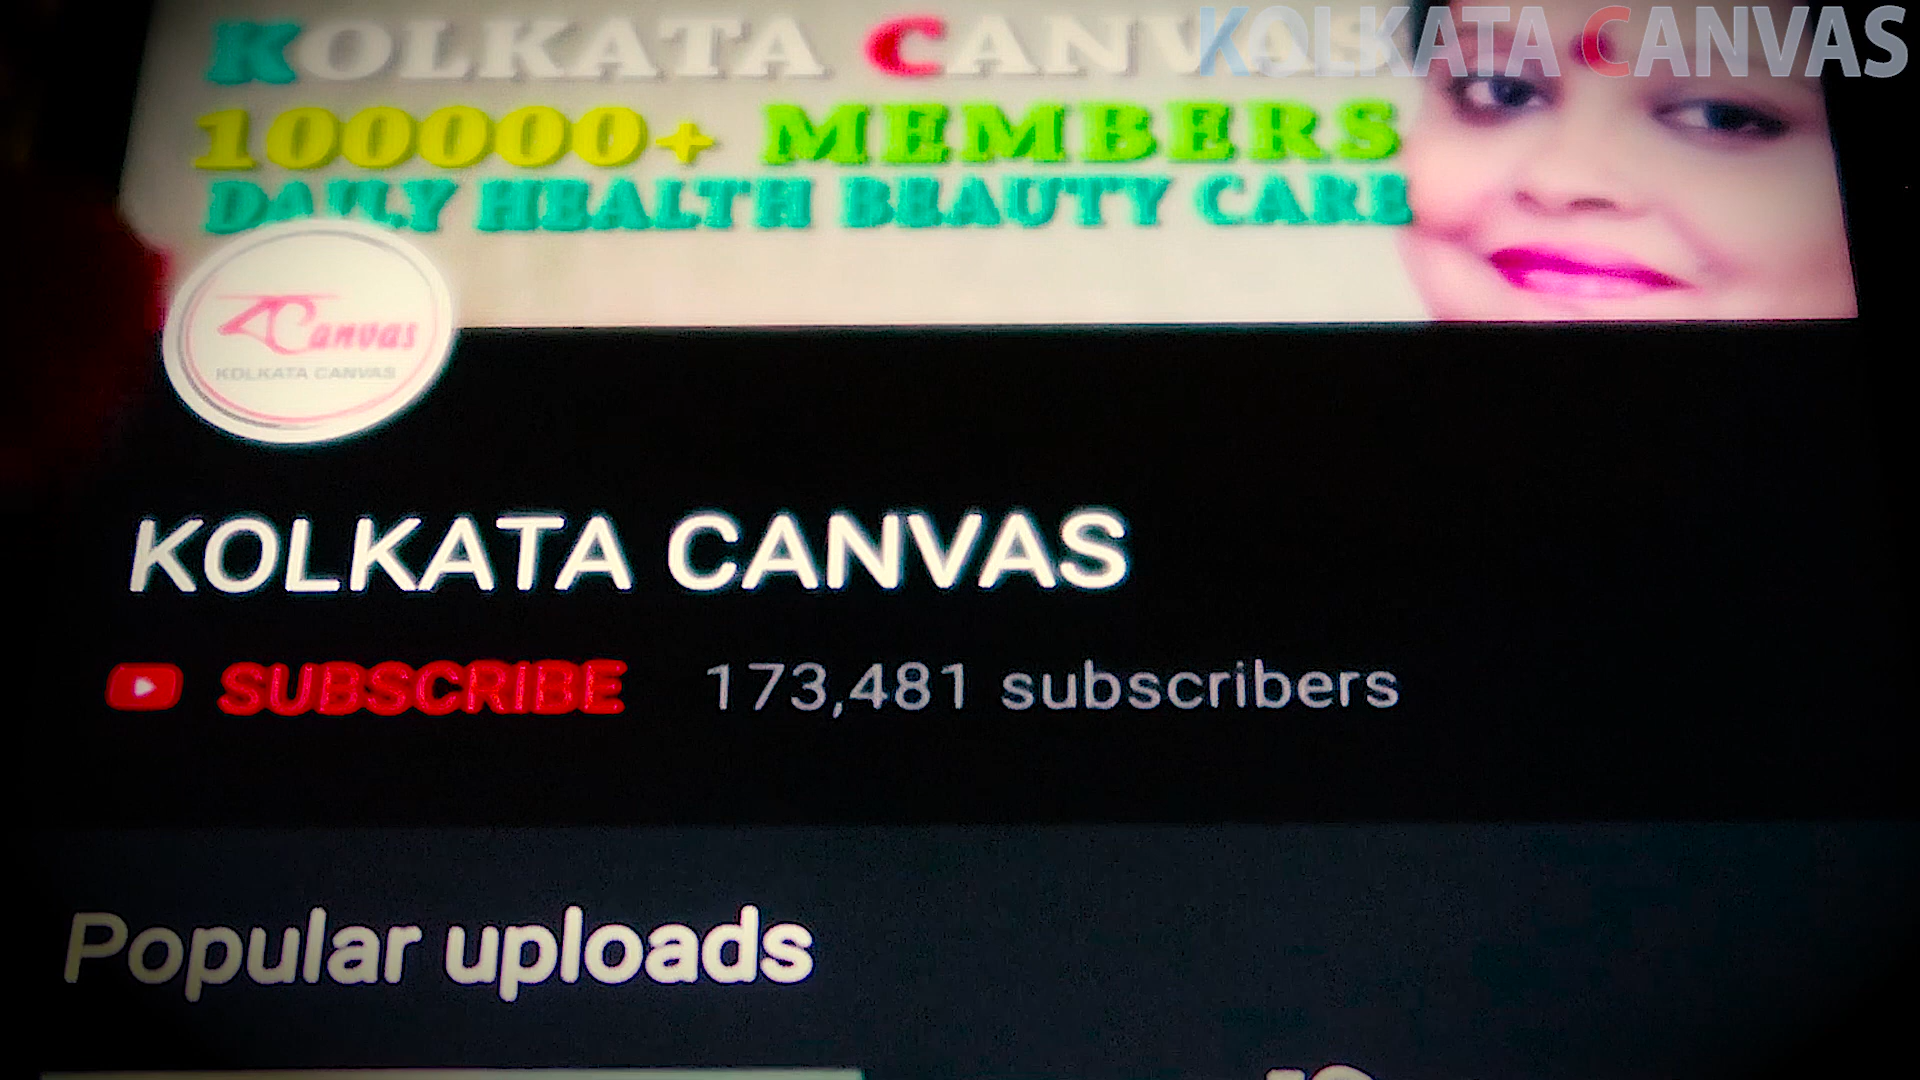 KOLKATA CANVAS
KOLKATA CANVAS
100000+ MEMBERS
DAILY HEALTH BEAUTY CARE
Canvas
KOLKATA CANVAS
KOLKATA CANVAS
SUBSCRIBE 173,481 subscribers
Popular uploads